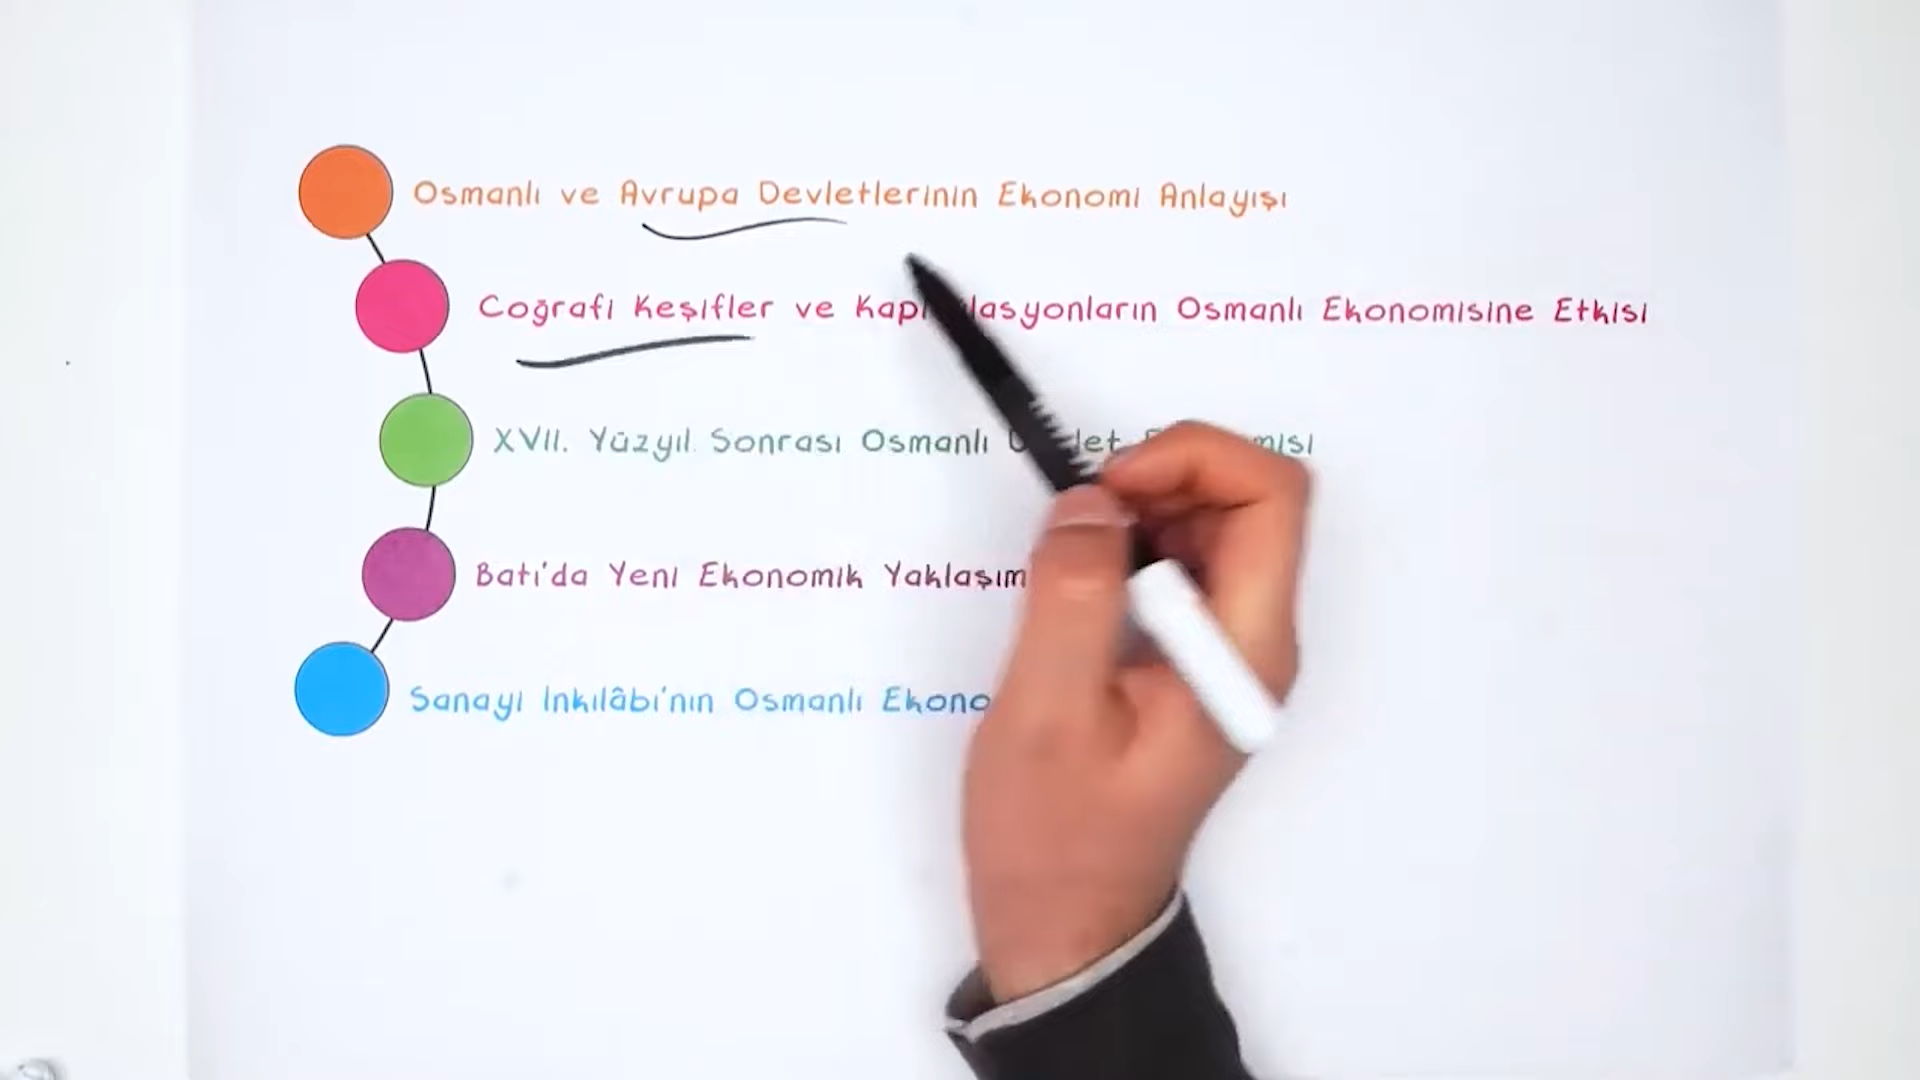 Osmanlı ve Avrupa Devletlerinin Ekonomi Anlayışı
Coğrafi Keşifler ve Osmanlı Ekonomisine Etkisi
XVII. Yüzyıl Sonrası Osmanlı
Batı'da Yeni Ekonomik
Sanayi İnkılâbı'nın Osmanlı